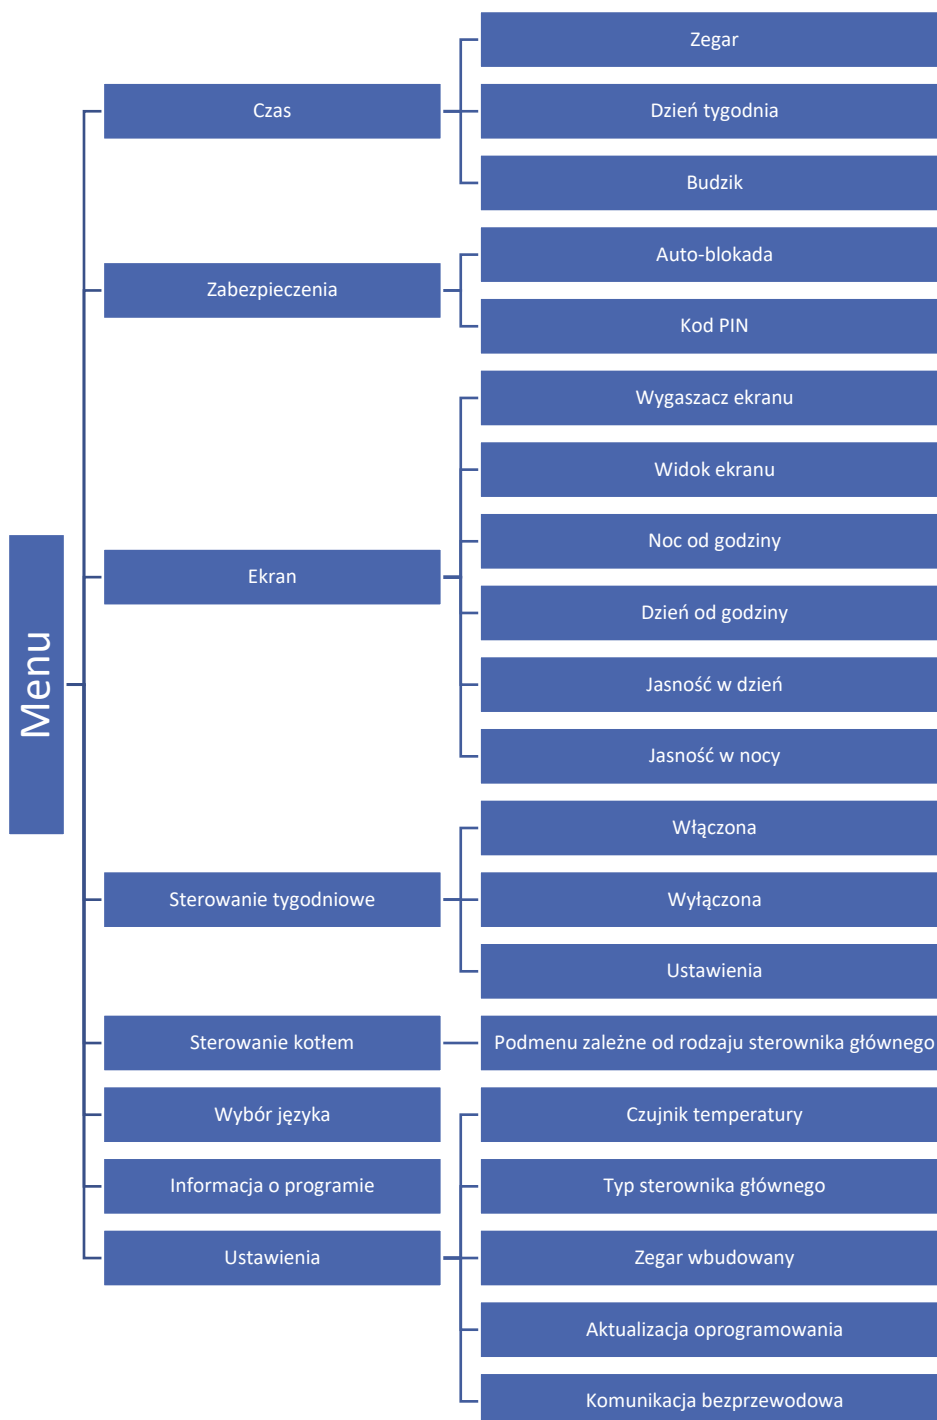 Menu
Czas
Zegar
Dzień tygodnia
Budzik
Zabezpieczenia
Auto-blokada
Kod PIN
Ekran
Wygaszacz ekranu
Widok ekranu
Noc od godziny
Dzień od godziny
Jasność w dzień
Jasność w nocy
Sterowanie tygodniowe
Włączona
Wyłączona
Ustawienia
Sterowanie kotłem
Podmenu zależne od rodzaju sterownika głównego
Wybór języka
Informacja o programie
Ustawienia
Czujnik temperatury
Typ sterownika głównego
Zegar wbudowany
Aktualizacja oprogramowania
Komunikacja bezprzewodowa